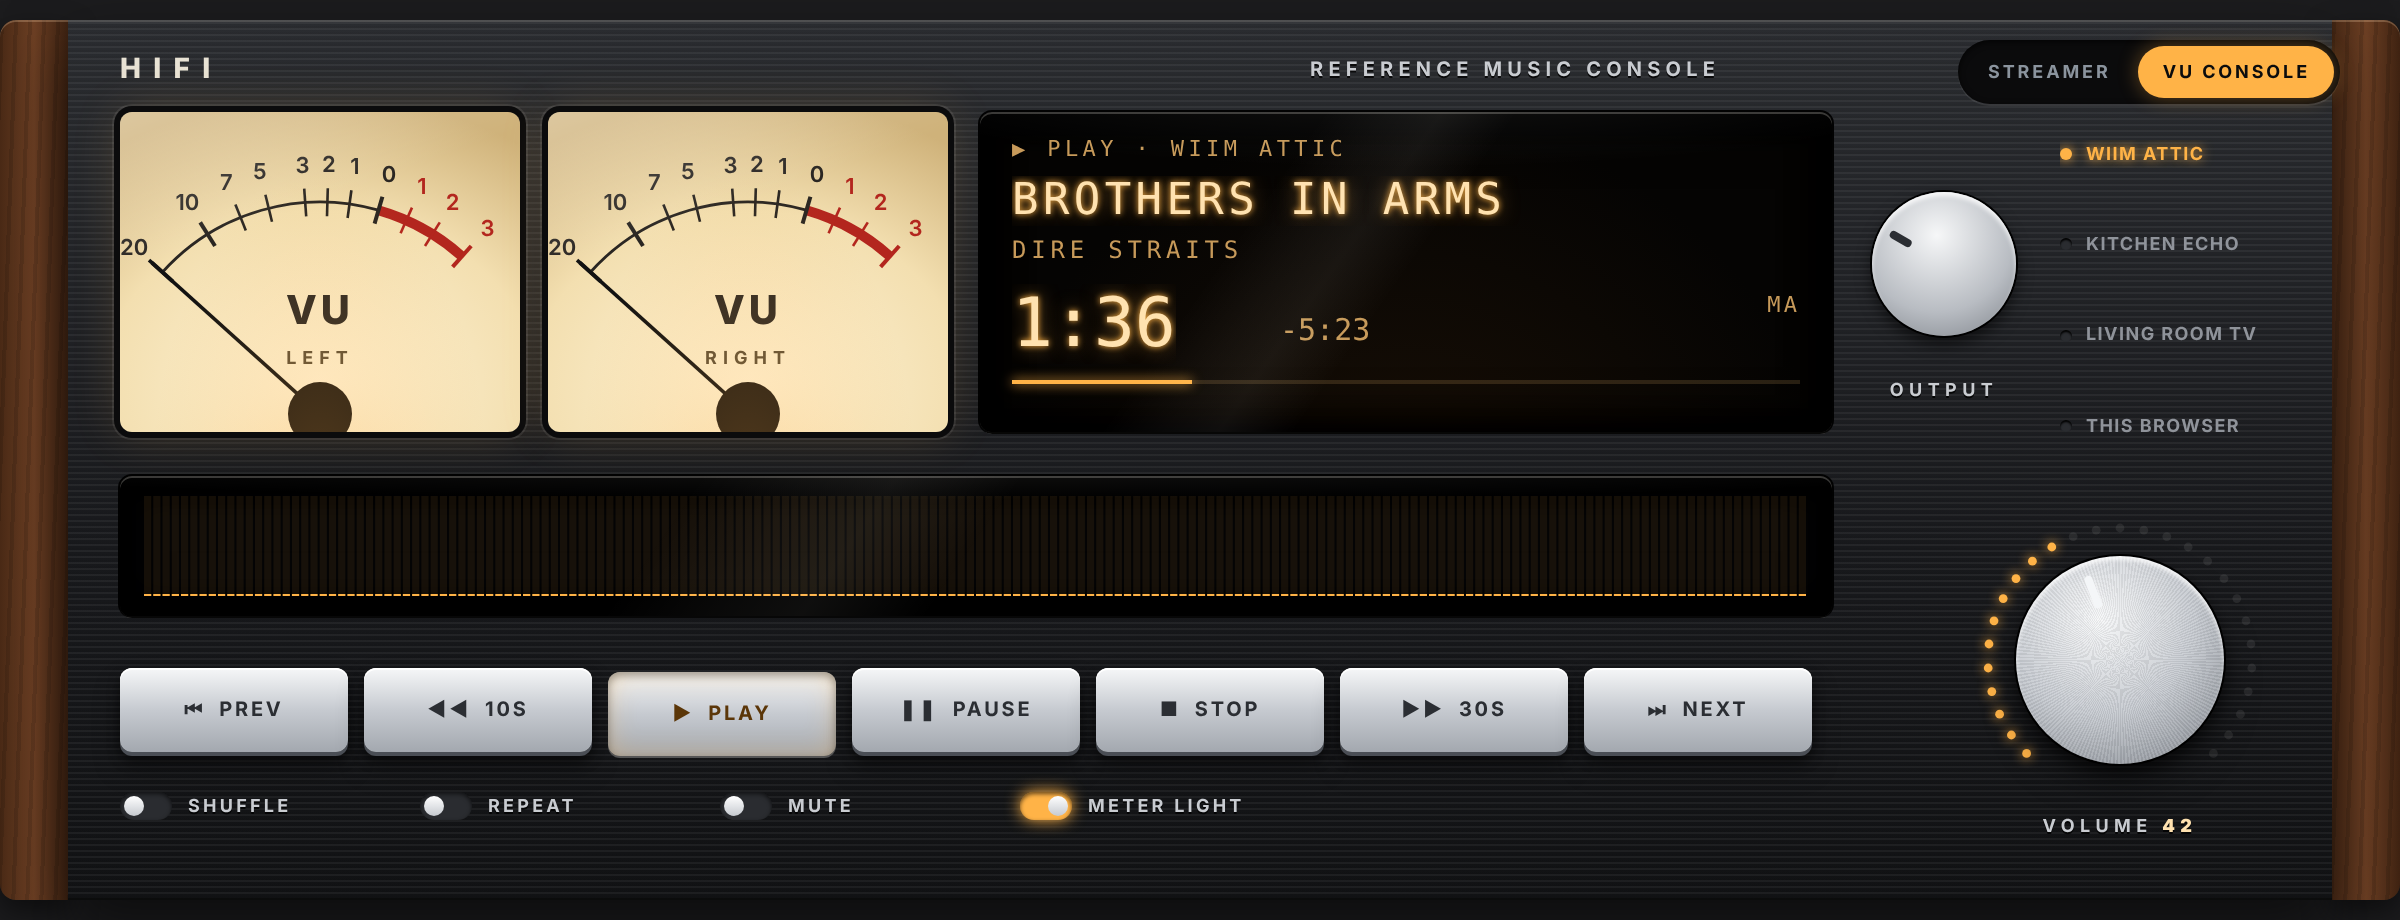 HIFI
REFERENCE MUSIC CONSOLE
STREAMER
VU CONSOLE
20 10 7 5 3 2 1 0 1 2 3
VU
LEFT
20 10 7 5 3 2 1 0 1 2 3
VU
RIGHT
▶ PLAY · WIIM ATTIC
BROTHERS IN ARMS
DIRE STRAITS
1:36 -5:23 MA
OUTPUT
WIIM ATTIC
KITCHEN ECHO
LIVING ROOM TV
THIS BROWSER
⏮ PREV
◀◀ 10S
▶ PLAY
❚❚ PAUSE
■ STOP
▶▶ 30S
⏭ NEXT
SHUFFLE
REPEAT
MUTE
METER LIGHT
VOLUME 42